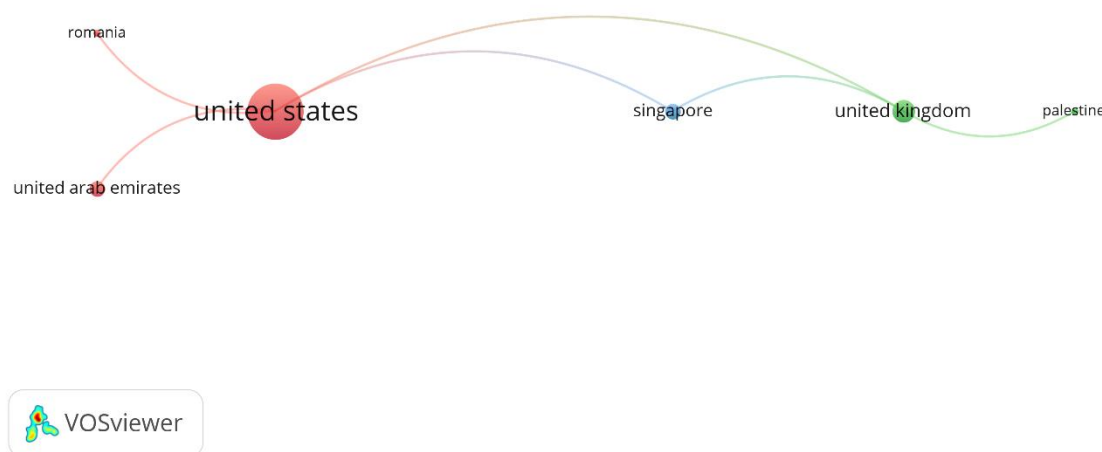 romania
united states
singapore
united kingdom
palestine
united arab emirates
VOSviewer